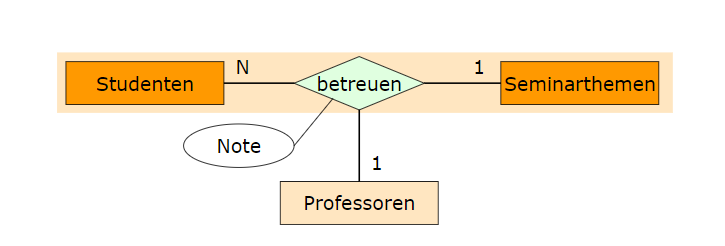 Studenten
N
betreuen
1
Seminarthemen
Note
1
Professoren